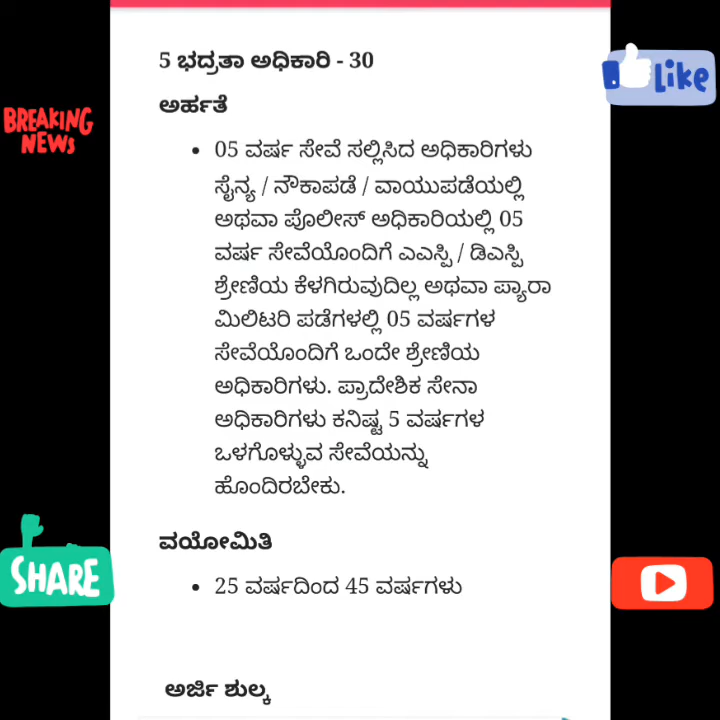 5 ಭದ್ರತಾ ಅಧಿಕಾರಿ - 30
Like
BREAKING
NEWS
ಅರ್ಹತೆ
• 05 ವರ್ಷ ಸೇವೆ ಸಲ್ಲಿಸಿದ ಅಧಿಕಾರಿಗಳು
ಸೈನ್ಯ / ನೌಕಾಪಡೆ / ವಾಯುಪಡೆಯಲ್ಲಿ
ಅಥವಾ ಪೊಲೀಸ್ ಅಧಿಕಾರಿಯಲ್ಲಿ 05
ವರ್ಷ ಸೇವೆಯೊಂದಿಗೆ ಎಎಸ್ಪಿ / ಡಿಎಸ್ಪಿ
ಶ್ರೇಣಿಯ ಕೆಳಗಿರುವುದಿಲ್ಲ ಅಥವಾ ಪ್ಯಾರಾ
ಮಿಲಿಟರಿ ಪಡೆಗಳಲ್ಲಿ 05 ವರ್ಷಗಳ
ಸೇವೆಯೊಂದಿಗೆ ಒಂದೇ ಶ್ರೇಣಿಯ
ಅಧಿಕಾರಿಗಳು. ಪ್ರಾದೇಶಿಕ ಸೇನಾ
ಅಧಿಕಾರಿಗಳು ಕನಿಷ್ಟ 5 ವರ್ಷಗಳ
ಒಳಗೊಳ್ಳುವ ಸೇವೆಯನ್ನು
ಹೊಂದಿರಬೇಕು.
ವಯೋಮಿತಿ
SHARE
• 25 ವರ್ಷದಿಂದ 45 ವರ್ಷಗಳು
ಅರ್ಜಿ ಶುಲ್ಕ